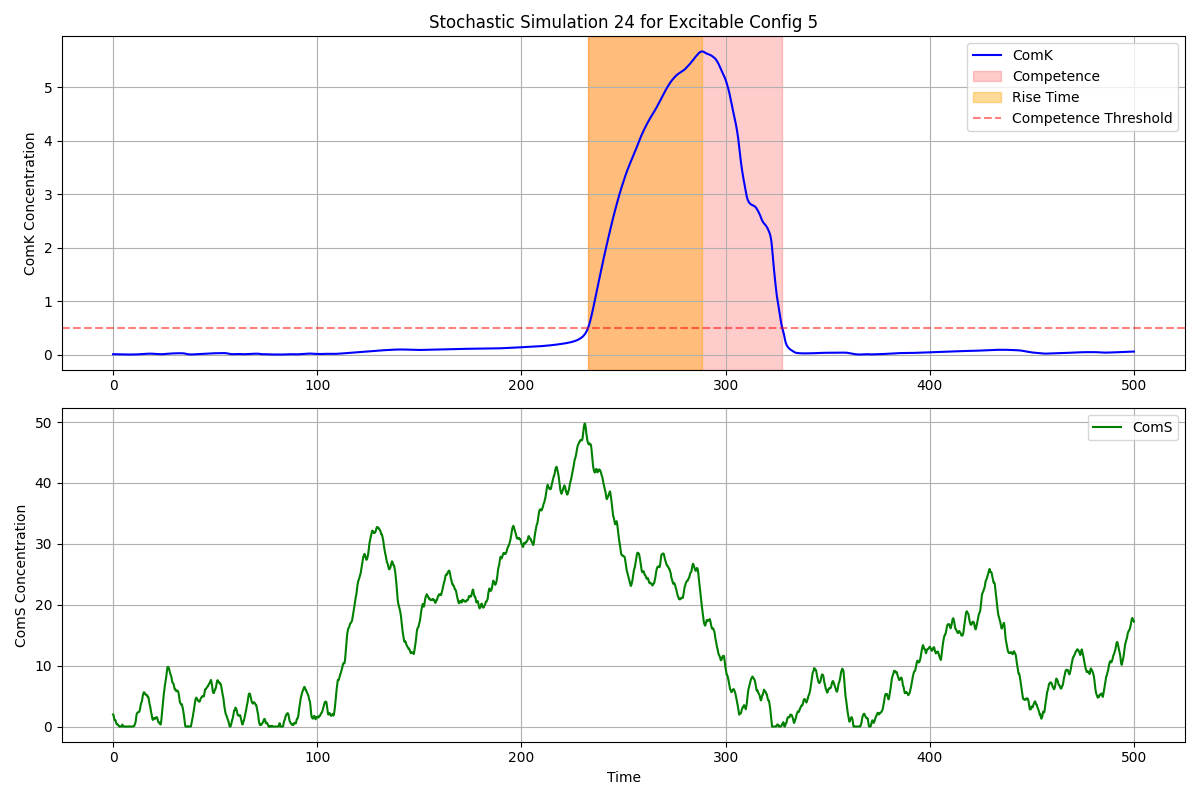 Stochastic Simulation 24 for Excitable Config 5
ComK Concentration
5
4
3
2
1
0
ComK
Competence
Rise Time
Competence Threshold
0
100
200
300
400
500
ComS Concentration
50
40
30
20
10
0
ComS
0
100
200
300
400
500
Time